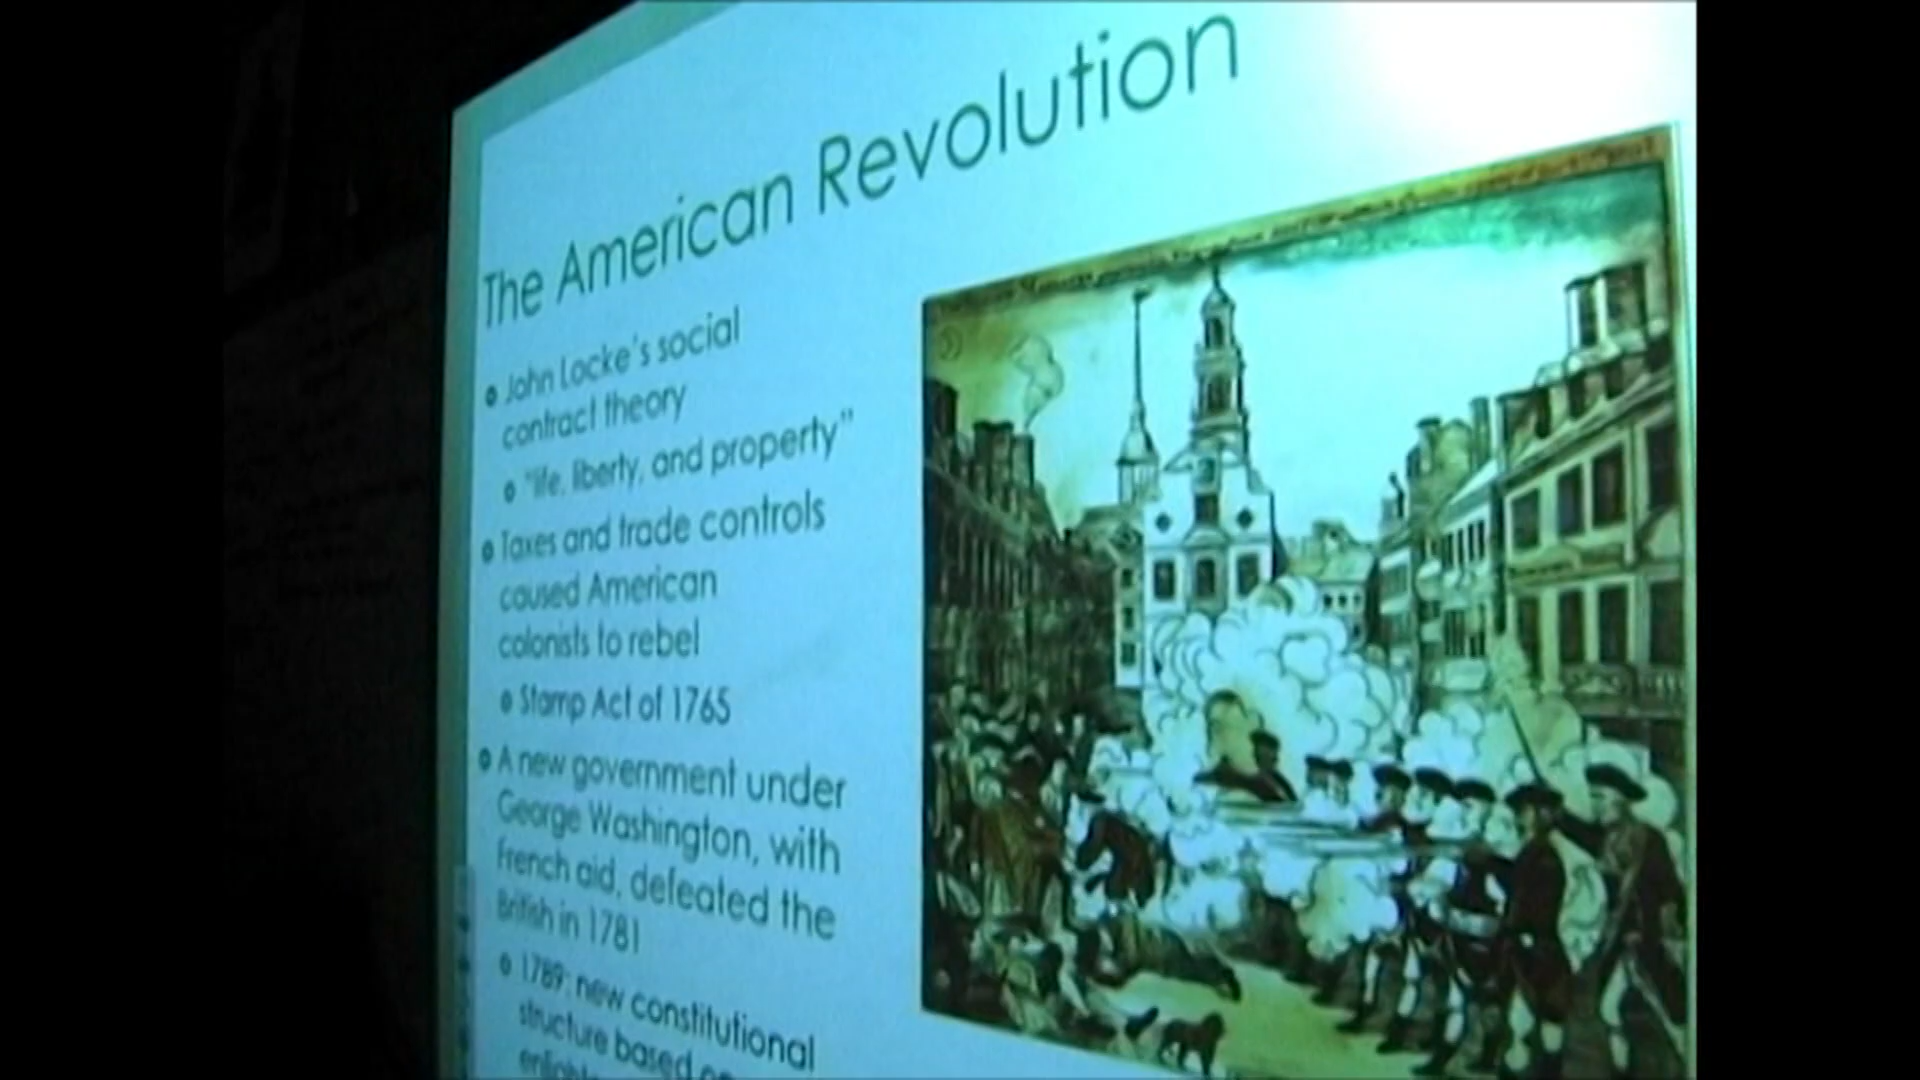 The American Revolution
John Locke's social
contract theory
"life, liberty, and property"
Taxes and trade controls
caused American
colonists to rebel
Stamp Act of 1765
A new government under
George Washington, with
French aid, defeated the
British in 1781
1789: new constitutional
structure based on